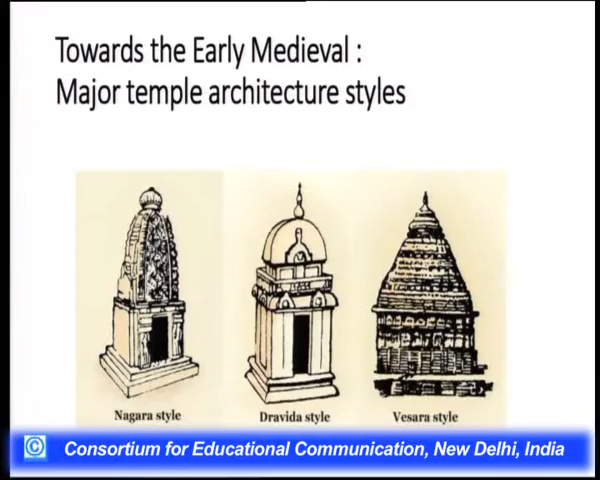 Towards the Early Medieval :
Major temple architecture styles
Nagara style
Dravida style
Vesara style
© Consortium for Educational Communication, New Delhi, India